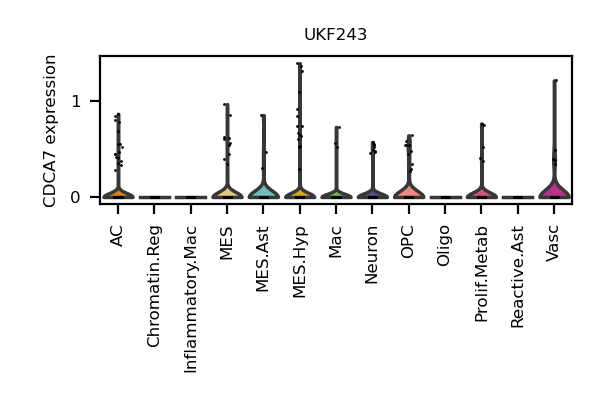 UKF243
CDCA7 expression
1
0
AC
Chromatin.Reg
Inflammatory.Mac
MES
MES.Ast
MES.Hyp
Mac
Neuron
OPC
Oligo
Prolif.Metab
Reactive.Ast
Vasc